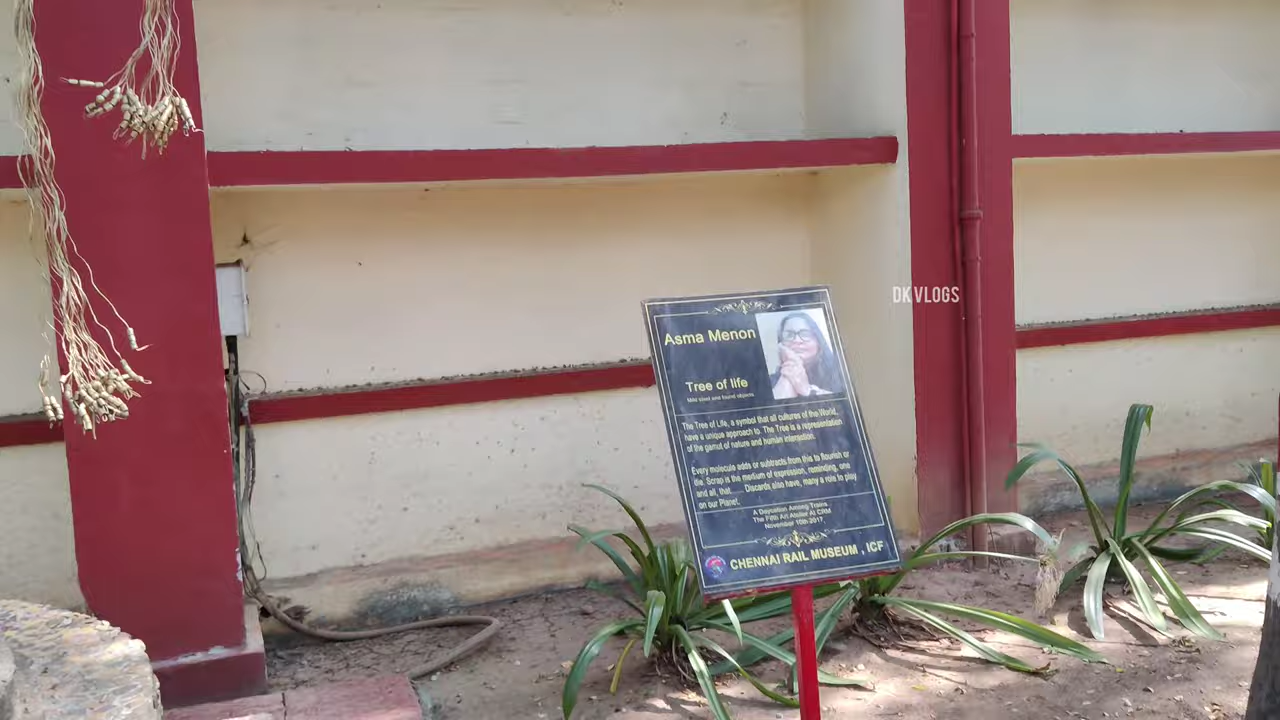 DK VLOGS
Asma Menon
Tree of life
Mild steel and found objects
The Tree of Life, a symbol that all cultures of the World,
have a unique approach to. The Tree is a representation
of the gamut of nature and human interaction.
Every molecule adds or subtracts from this to flourish or
die. Scrap is the medium of expression, reminding, one
and all, that..... Discards also have, many a role to play
on our Planet.
A Daycation Among Trains
The Fifth Art Atelier At CRM
November 10th 2017
CHENNAI RAIL MUSEUM , ICF